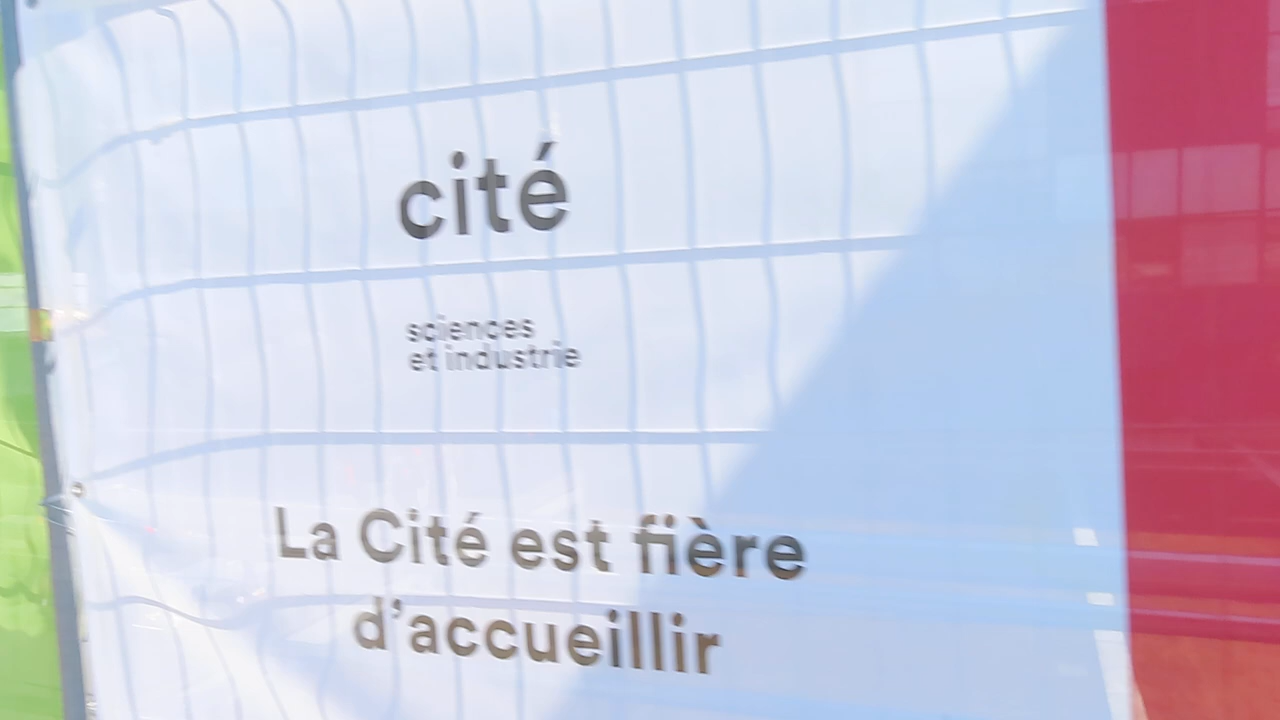 cité
sciences
et industrie
La Cité est fière
d'accueillir